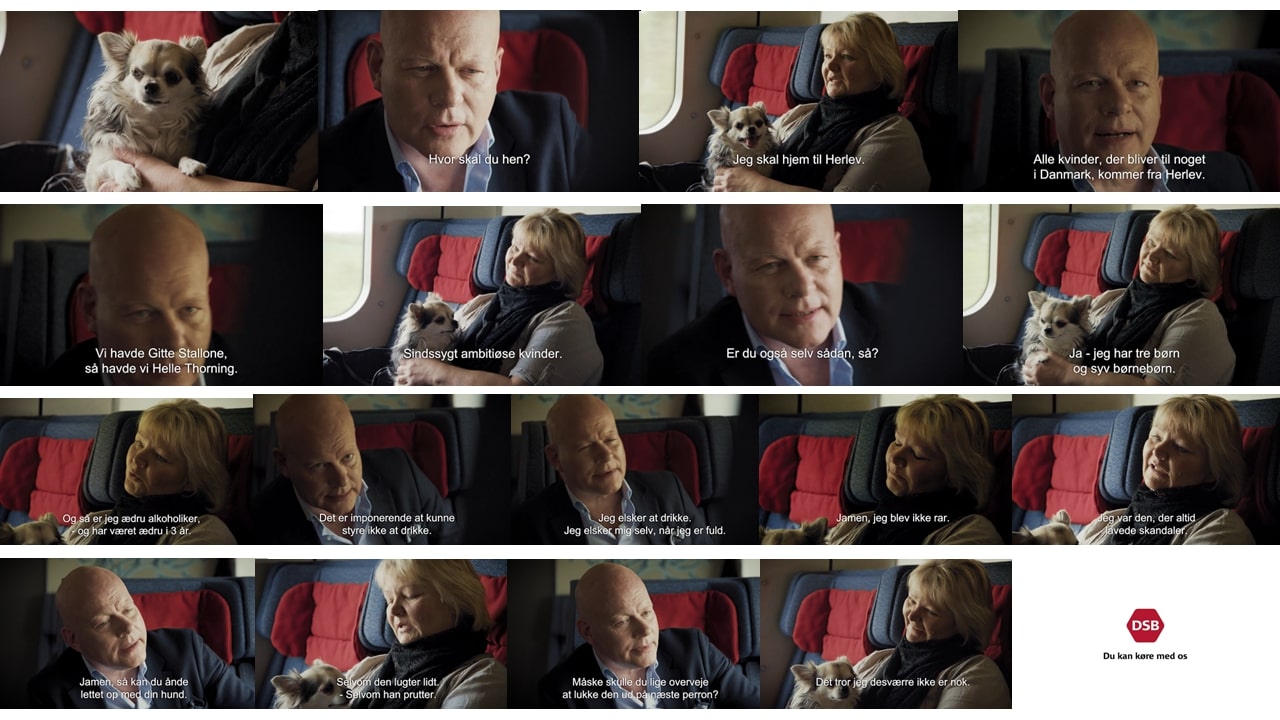 Hvor skal du hen?
Jeg skal hjem til Herlev.
Alle kvinder, der bliver til noget
i Danmark, kommer fra Herlev.
Vi havde Gitte Stallone,
så havde vi Helle Thorning.
Sindssygt ambitiøse kvinder.
Er du også selv sådan, så?
Ja - jeg har tre børn
og syv børnebørn.
Og så er jeg ædru alkoholiker,
- og har været ædru i 3 år.
Det er imponerende at kunne
styre ikke at drikke.
Jeg elsker at drikke.
Jeg elsker mig selv, når jeg er fuld.
Jamen, jeg blev ikke rar.
Jeg var den, der altid
lavede skandaler.
Jamen, så kan du ånde
lettet op med din hund.
Selvom den lugter lidt.
- Selvom han prutter.
Måske skulle du lige overveje
at lukke den ud på næste perron?
Det tror jeg desværre ikke er nok.
DSB
Du kan køre med os